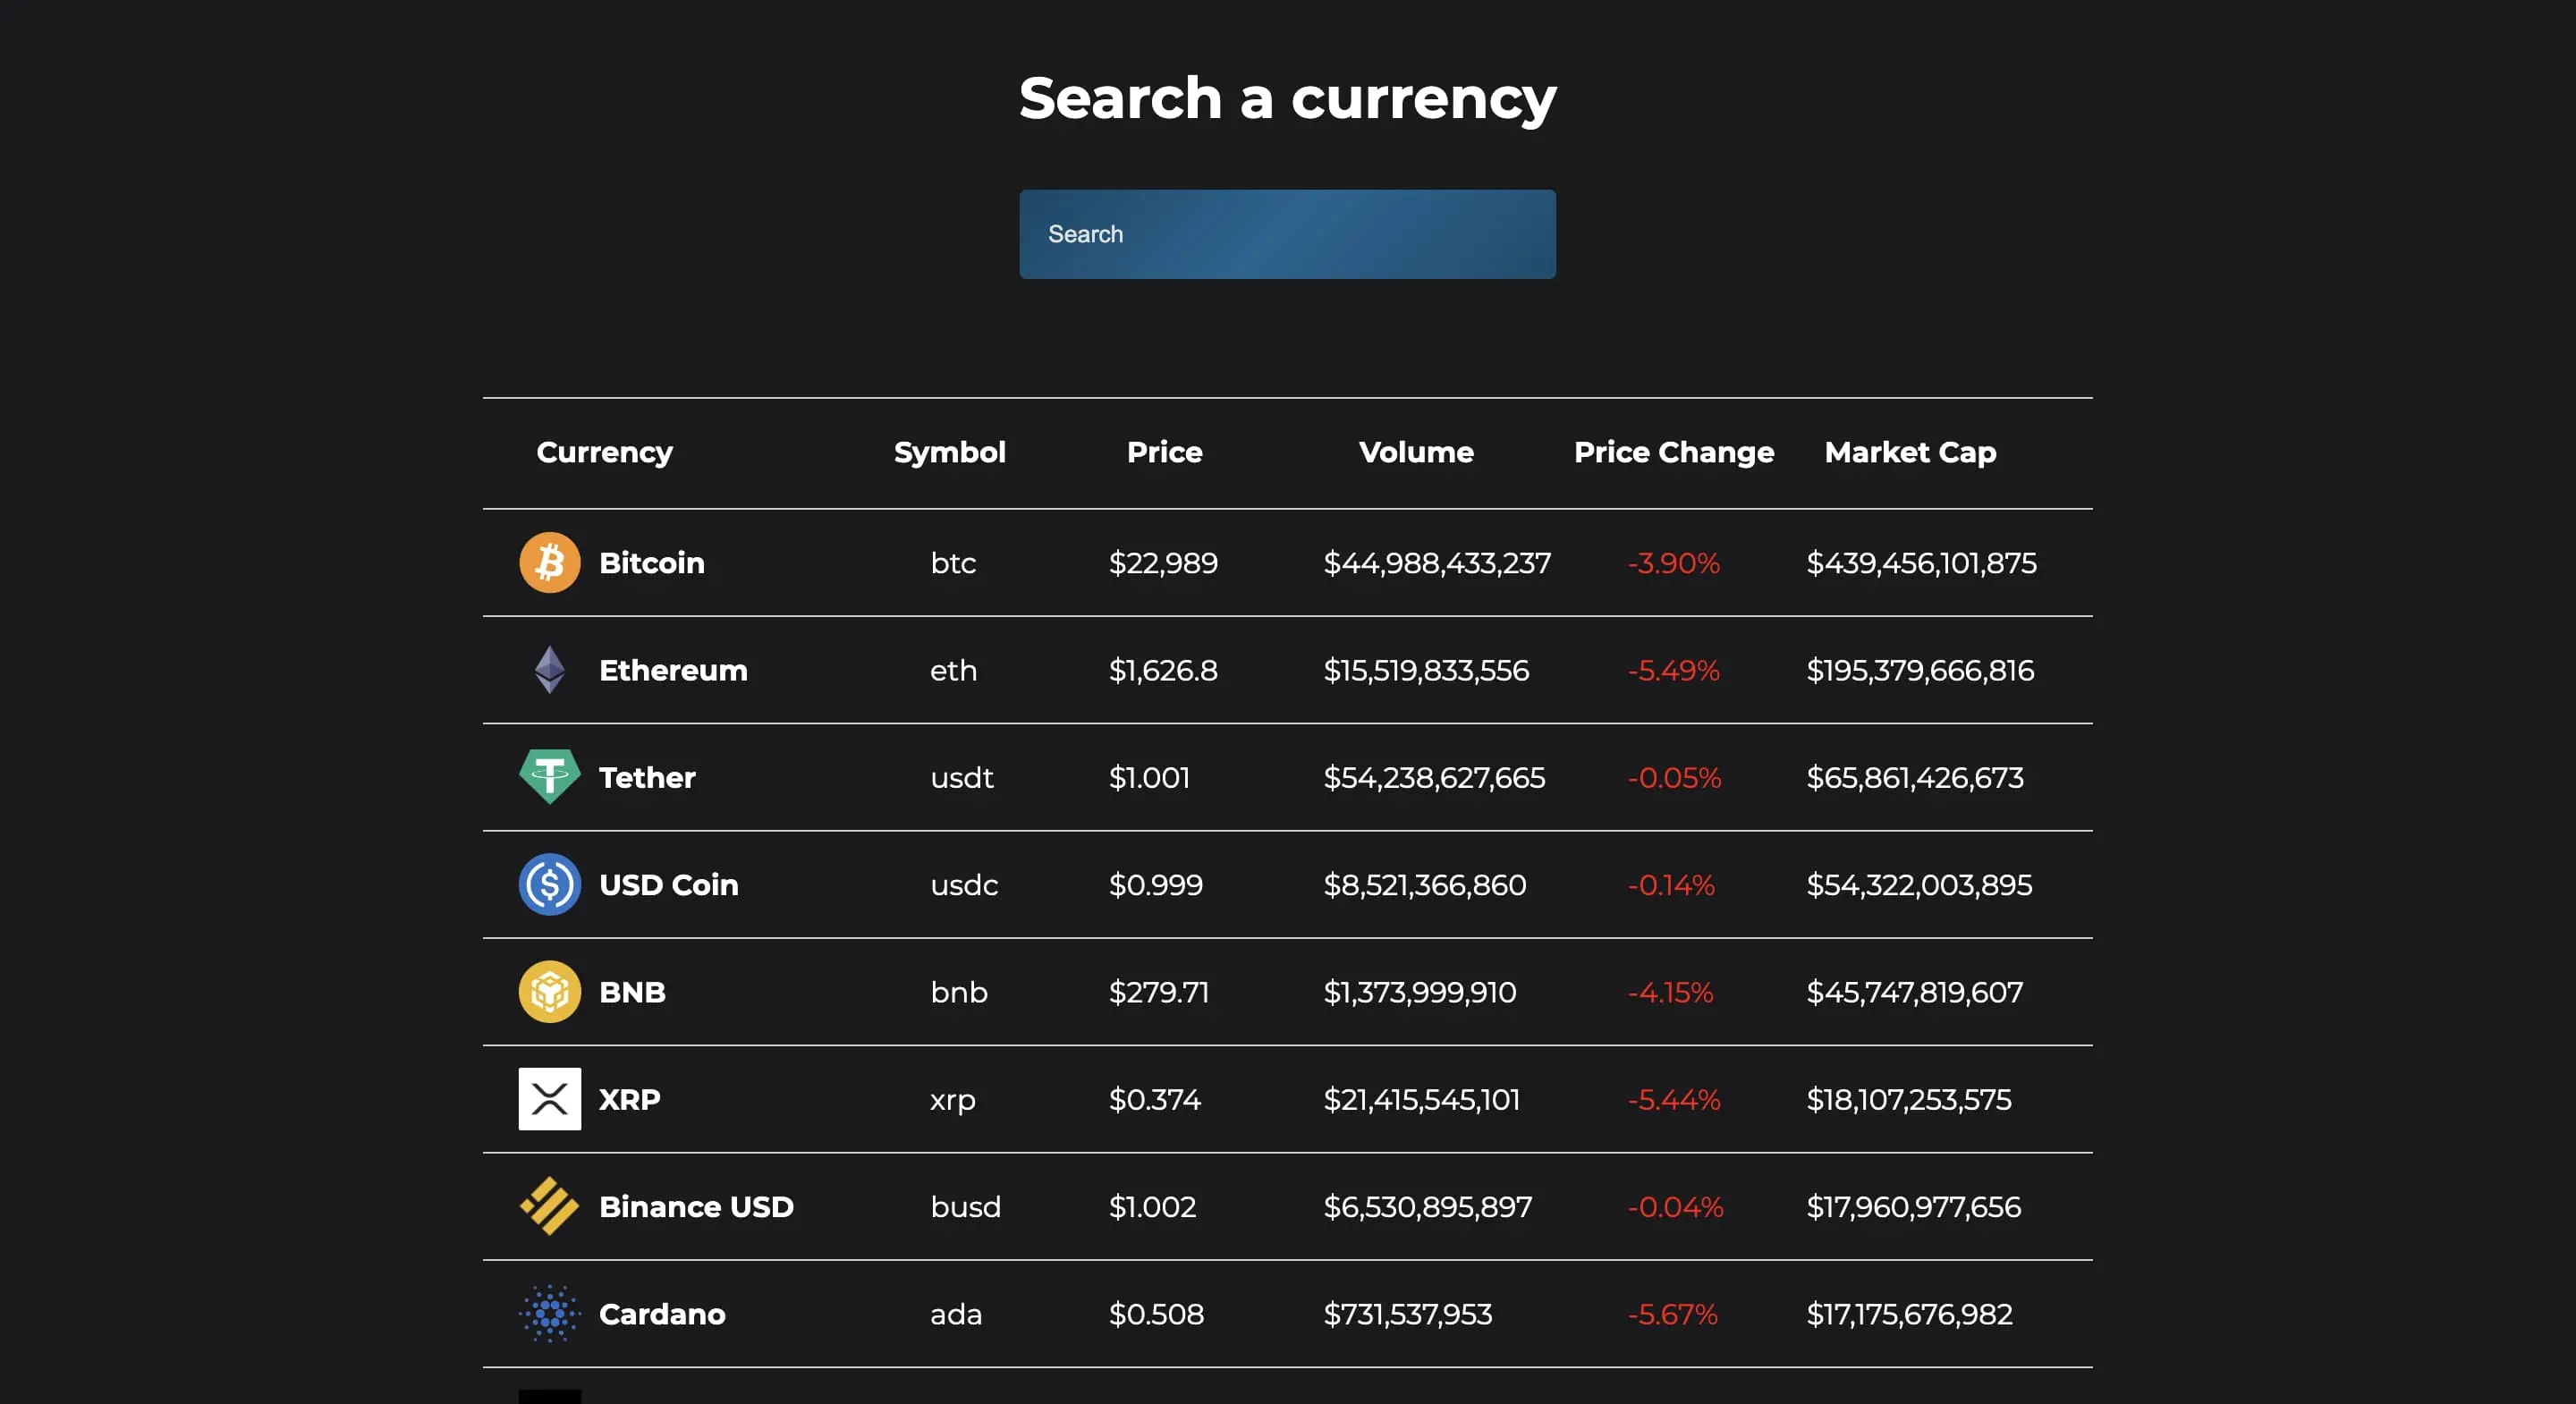 Search a currency
Search
Currency Symbol Price Volume Price Change Market Cap
Bitcoin btc $22,989 $44,988,433,237 -3.90% $439,456,101,875
Ethereum eth $1,626.8 $15,519,833,556 -5.49% $195,379,666,816
Tether usdt $1.001 $54,238,627,665 -0.05% $65,861,426,673
USD Coin usdc $0.999 $8,521,366,860 -0.14% $54,322,003,895
BNB bnb $279.71 $1,373,999,910 -4.15% $45,747,819,607
XRP xrp $0.374 $21,415,545,101 -5.44% $18,107,253,575
Binance USD busd $1.002 $6,530,895,897 -0.04% $17,960,977,656
Cardano ada $0.508 $731,537,953 -5.67% $17,175,676,982